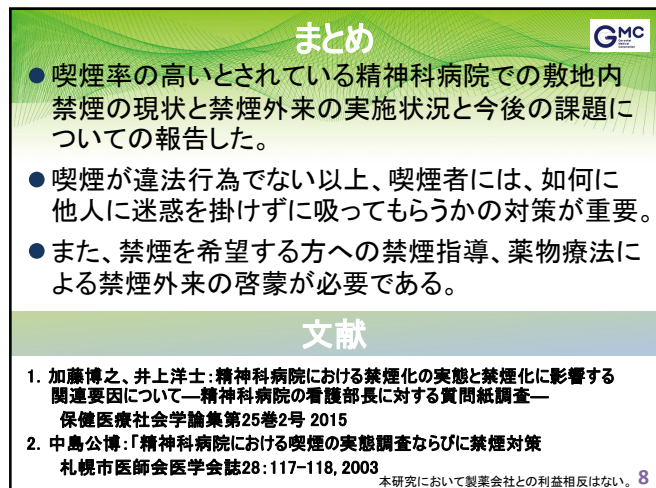 まとめ
GMC
●喫煙率の高いとされている精神科病院での敷地内
禁煙の現状と禁煙外来の実施状況と今後の課題に
ついての報告した。
●喫煙が違法行為でない以上、喫煙者には、如何に
他人に迷惑を掛けずに吸ってもらうかの対策が重要。
●また、禁煙を希望する方への禁煙指導、薬物療法に
よる禁煙外来の啓蒙が必要である。
文献
1. 加藤博之、井上洋士:精神科病院における禁煙化の実態と禁煙化に影響する
関連要因について―精神科病院の看護部長に対する質問紙調査―
保健医療社会学論集第25巻2号 2015
2. 中島公博:「精神科病院における喫煙の実態調査ならびに禁煙対策
札幌市医師会医学会誌28:117-118, 2003
本研究において製薬会社との利益相反はない。 8